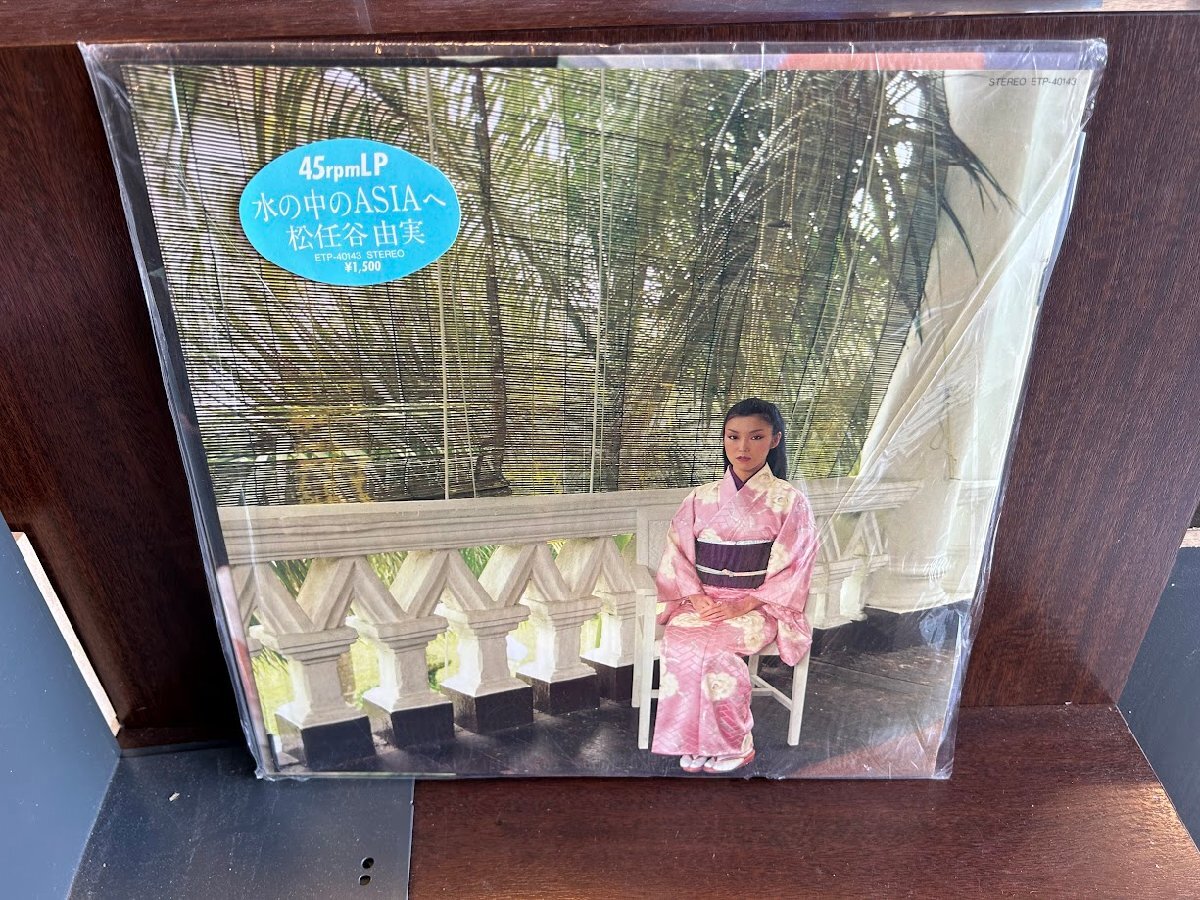 STEREO ETP-40143
45rpmLP
水の中のASIAへ
松任谷由実
ETP-40143 STEREO
¥1,500